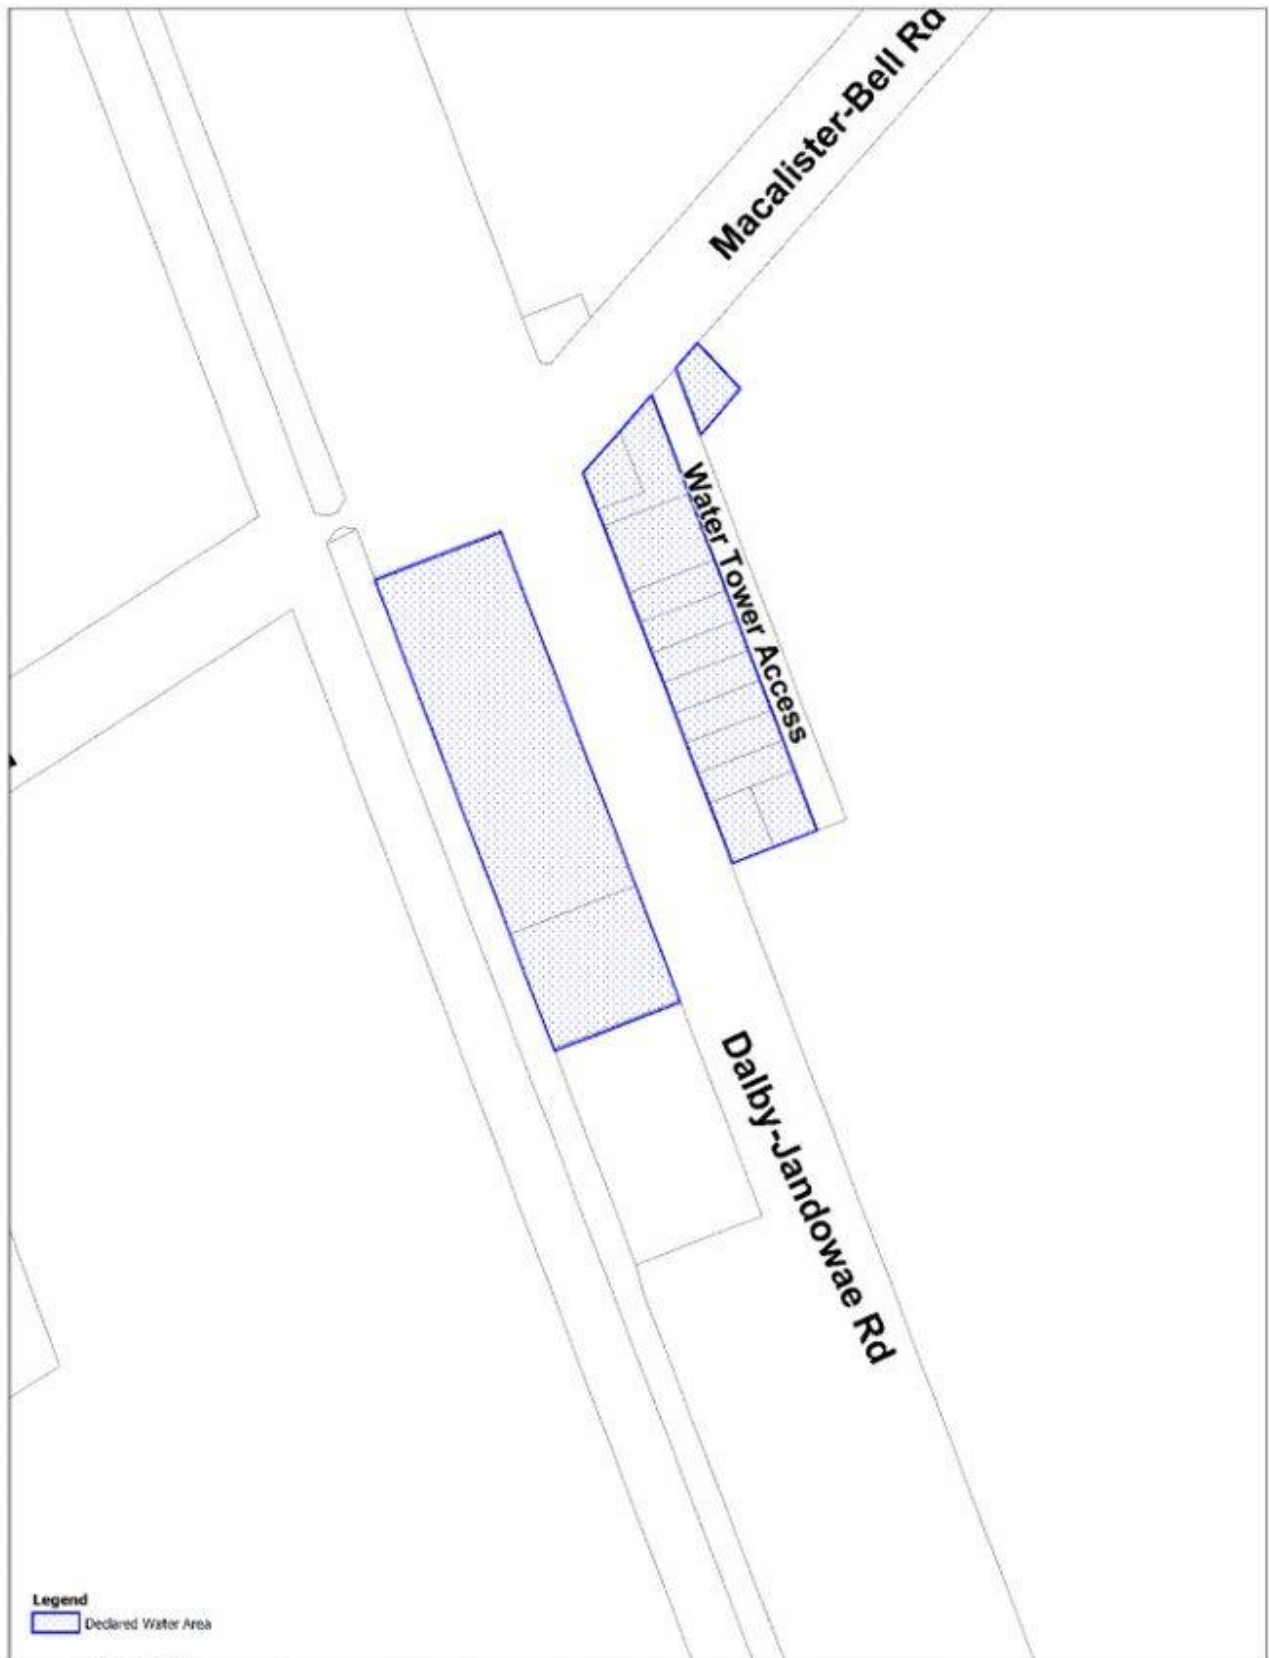 Macalister-Bell Rd
Water Tower Access
Dalby-Jandowae Rd
Legend
Declared Water Area